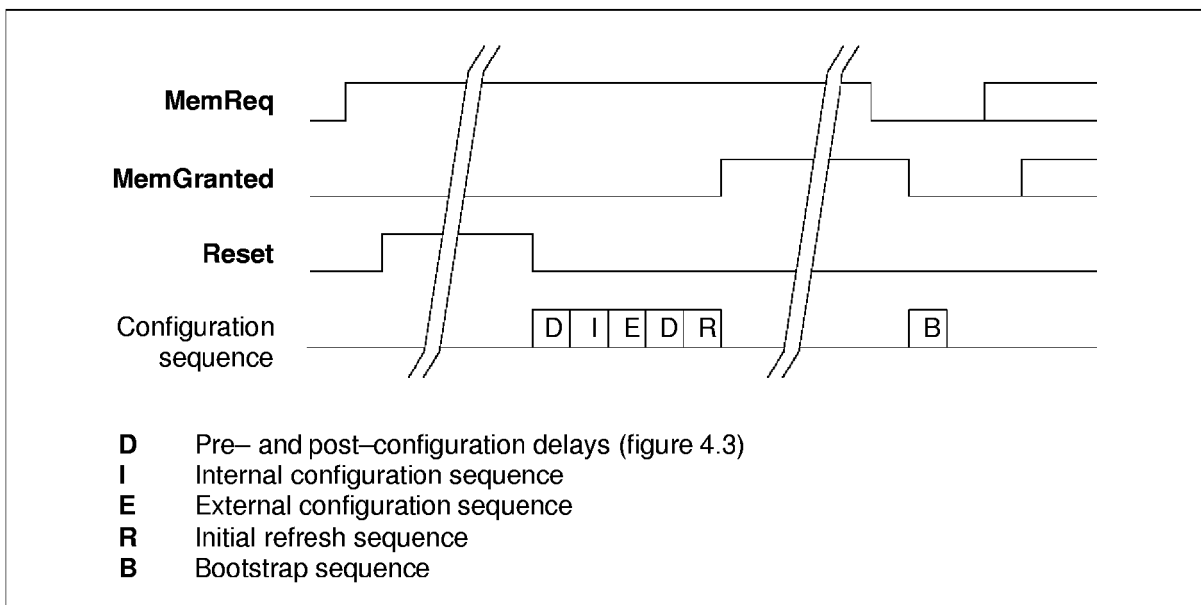 MemReq
MemGranted
Reset
Configuration
sequence
D I E D R B
D Pre– and post–configuration delays (figure 4.3)
I Internal configuration sequence
E External configuration sequence
R Initial refresh sequence
B Bootstrap sequence